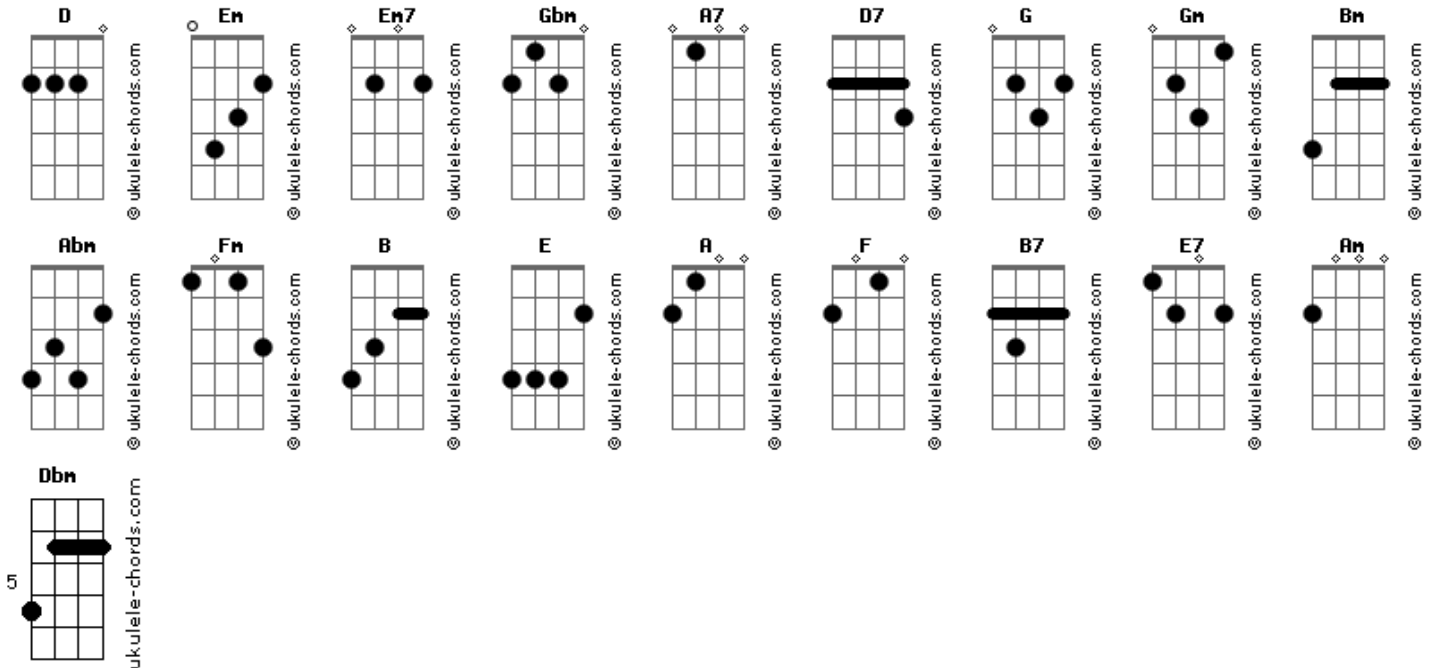 D Em Em7 Gbm A7 D7 G Gm Bm
© ukulele-chords.com © ukulele-chords.com © ukulele-chords.com © ukulele-chords.com © ukulele-chords.com © ukulele-chords.com © ukulele-chords.com © ukulele-chords.com © ukulele-chords.com
Abm Fm B E A F B7 E7 Am
© ukulele-chords.com © ukulele-chords.com © ukulele-chords.com © ukulele-chords.com © ukulele-chords.com © ukulele-chords.com © ukulele-chords.com © ukulele-chords.com © ukulele-chords.com
Dbm
5
ukulele-chords.com